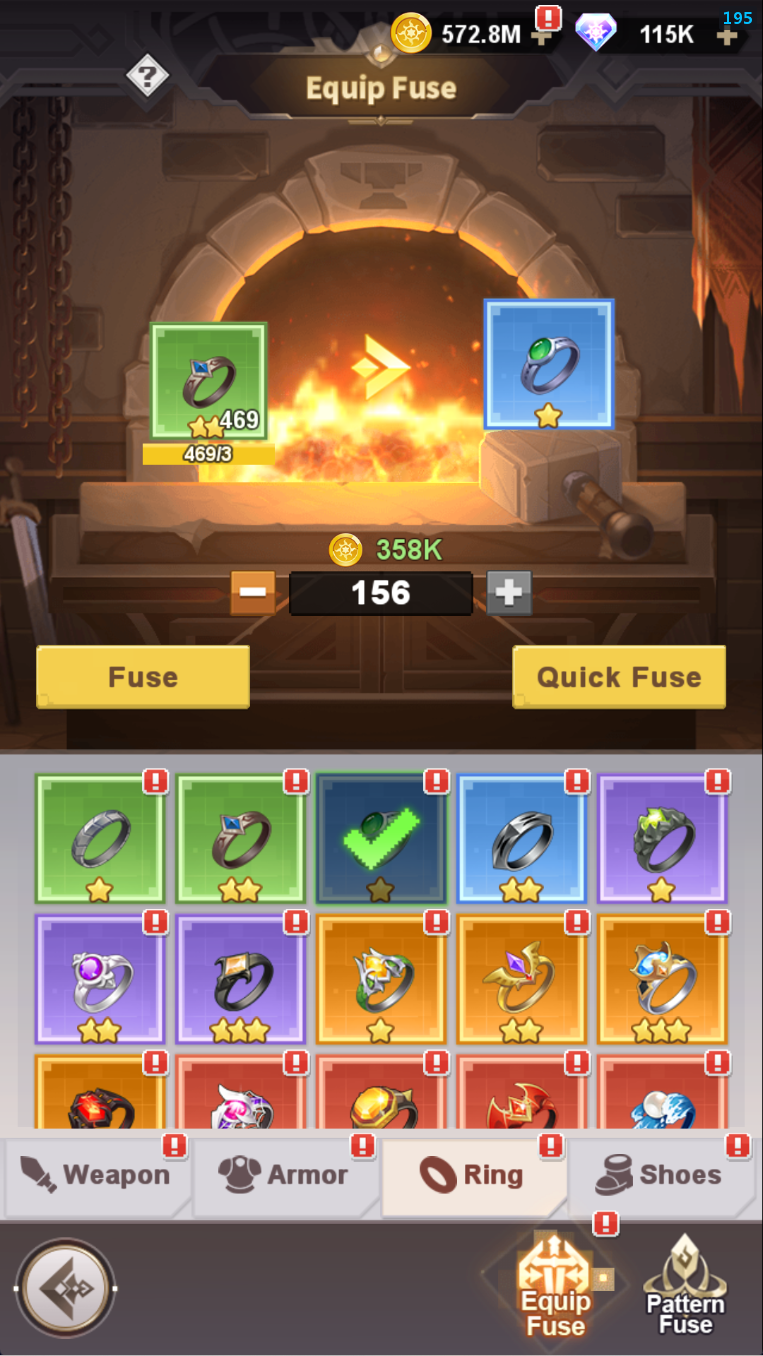 195
572.8M
115K
?
Equip Fuse
469
469/3
358K
156
Fuse
Quick Fuse
Weapon
Armor
Ring
Shoes
Equip
Fuse
Pattern
Fuse